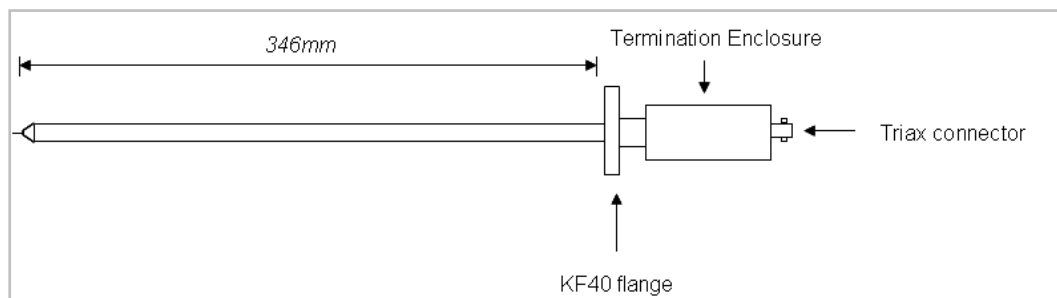 346mm
Termination Enclosure
Triax connector
KF40 flange